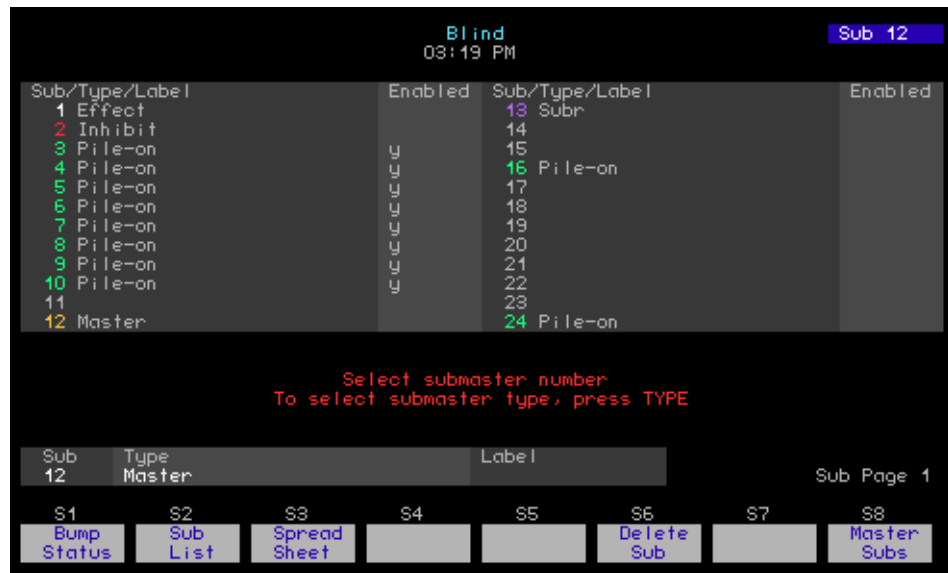 Blind
03:19 PM
Sub 12
Sub/Type/Label Enabled Sub/Type/Label Enabled
1 Effect 13 Subr
2 Inhibit 14
3 Pile-on y 15
4 Pile-on y 16 Pile-on
5 Pile-on y 17
6 Pile-on y 18
7 Pile-on y 19
8 Pile-on y 20
9 Pile-on y 21
10 Pile-on y 22
11 23
12 Master 24 Pile-on
Select submaster number
To select submaster type, press TYPE
Sub Type Label
12 Master Sub Page 1
S1 S2 S3 S4 S5 S6 S7 S8
Bump Sub Spread Delete Master
Status List Sheet Sub Subs